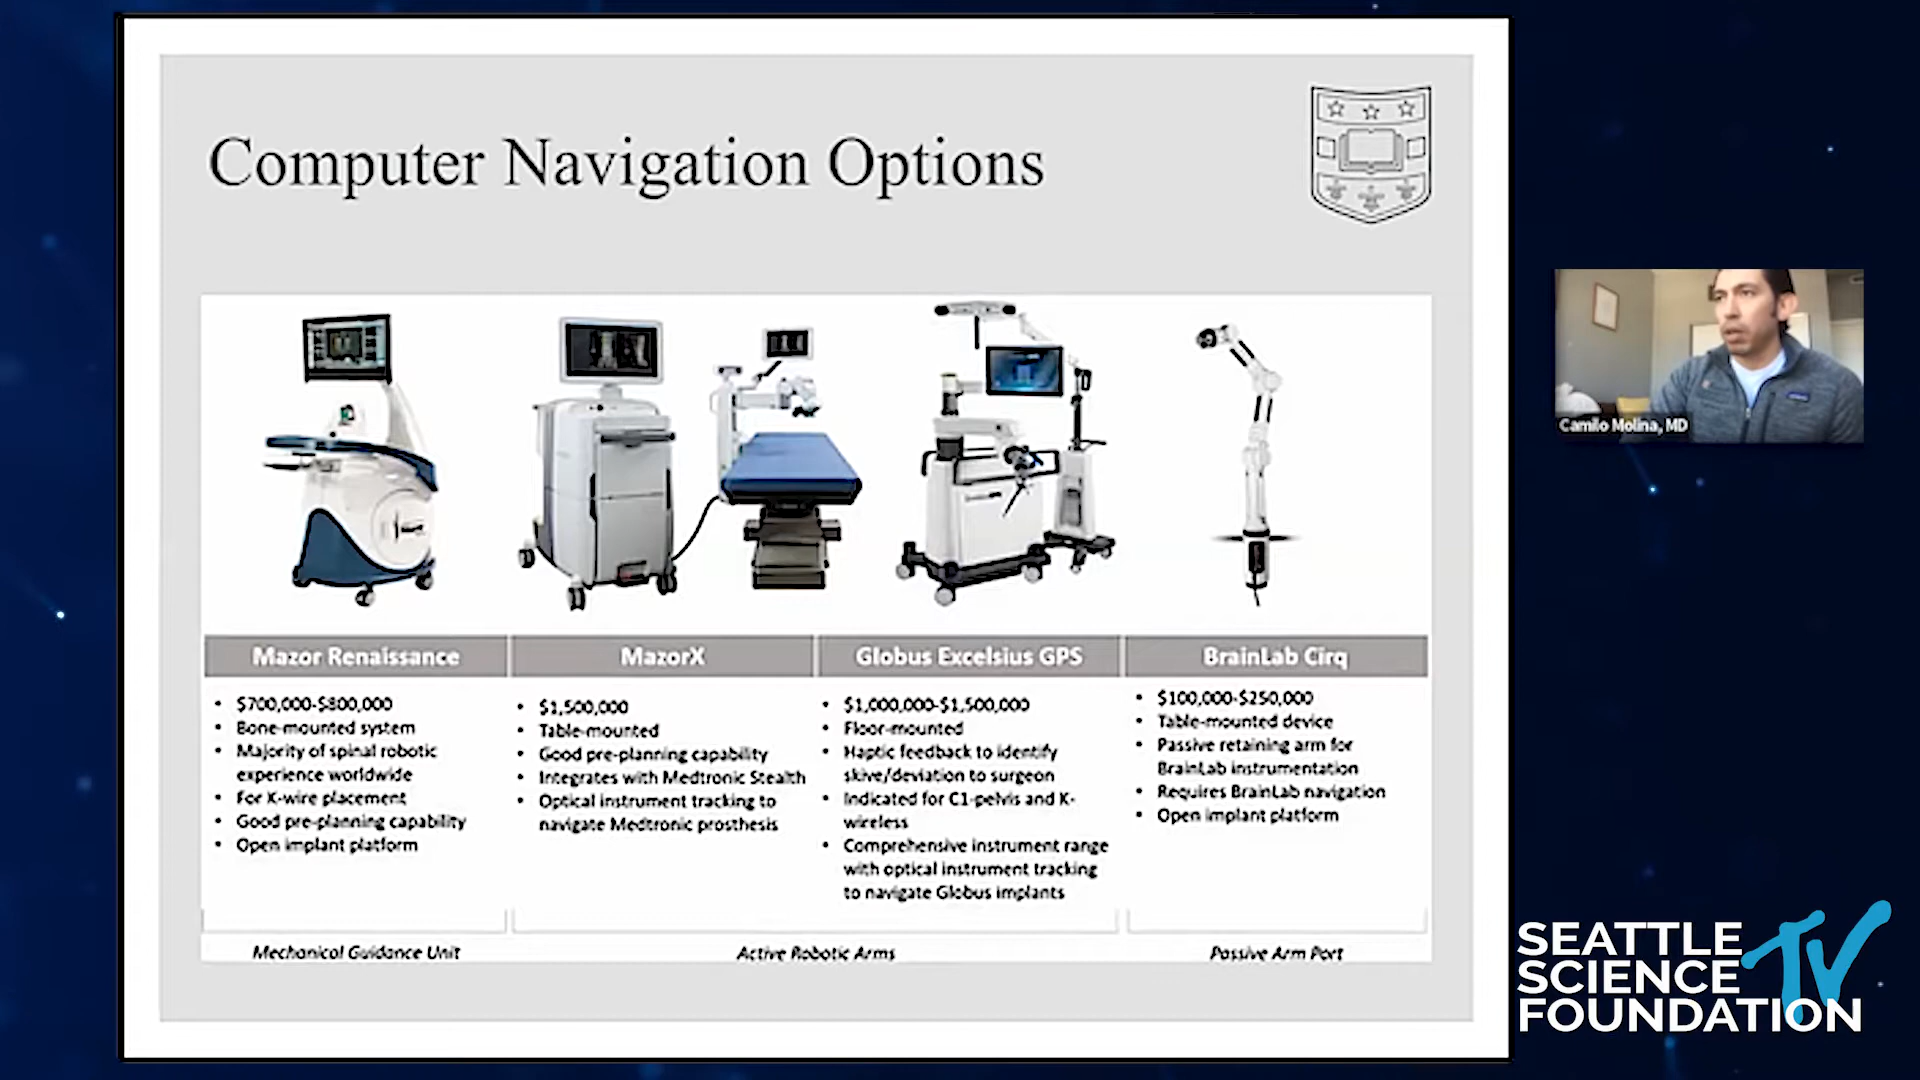 Computer Navigation Options
Mazor Renaissance
• $700,000-$800,000
• Bone-mounted system
• Majority of spinal robotic
experience worldwide
• For K-wire placement
• Good pre-planning capability
• Open implant platform
MazorX
• $1,500,000
• Table-mounted
• Good pre-planning capability
• Integrates with Medtronic Stealth
• Optical instrument tracking to
navigate Medtronic prosthesis
Globus Excelsius GPS
• $1,000,000-$1,500,000
• Floor-mounted
• Haptic feedback to identify
skive/deviation to surgeon
• Indicated for C1-pelvis and K-
wireless
• Comprehensive instrument range
with optical instrument tracking
to navigate Globus implants
BrainLab Cirq
• $100,000-$250,000
• Table-mounted device
• Passive retaining arm for
BrainLab instrumentation
• Requires BrainLab navigation
• Open implant platform
Mechanical Guidance Unit
Active Robotic Arms
Passive Arm Port
Camilo Molina, MD
SEATTLE
SCIENCE TV
FOUNDATION